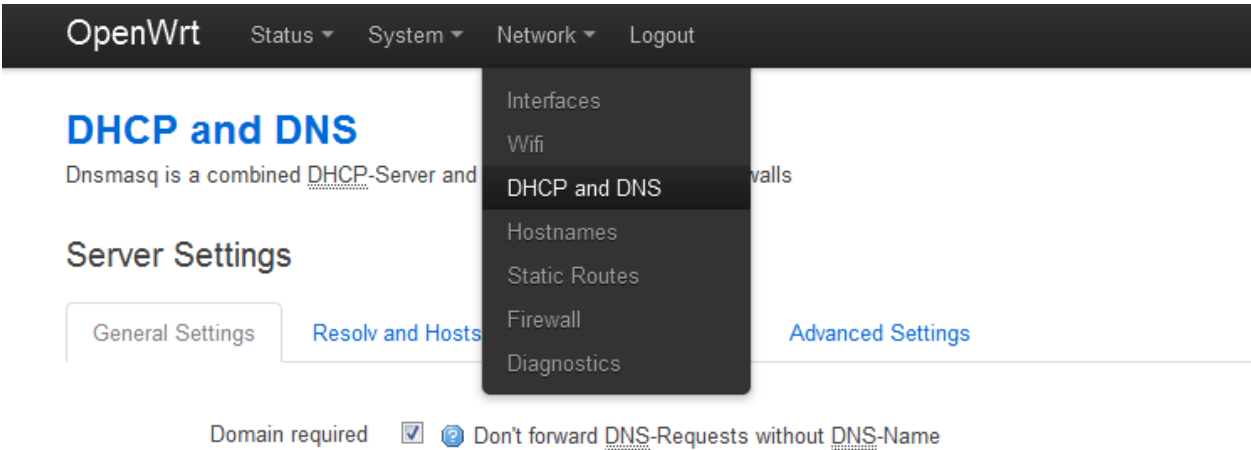 OpenWrt Status System Network Logout
Interfaces
Wifi
DHCP and DNS
Hostnames
Static Routes
Firewall
Diagnostics
DHCP and DNS
Dnsmasq is a combined DHCP-Server and walls
Server Settings
General Settings Resolv and Hosts Advanced Settings
Domain required Don't forward DNS-Requests without DNS-Name